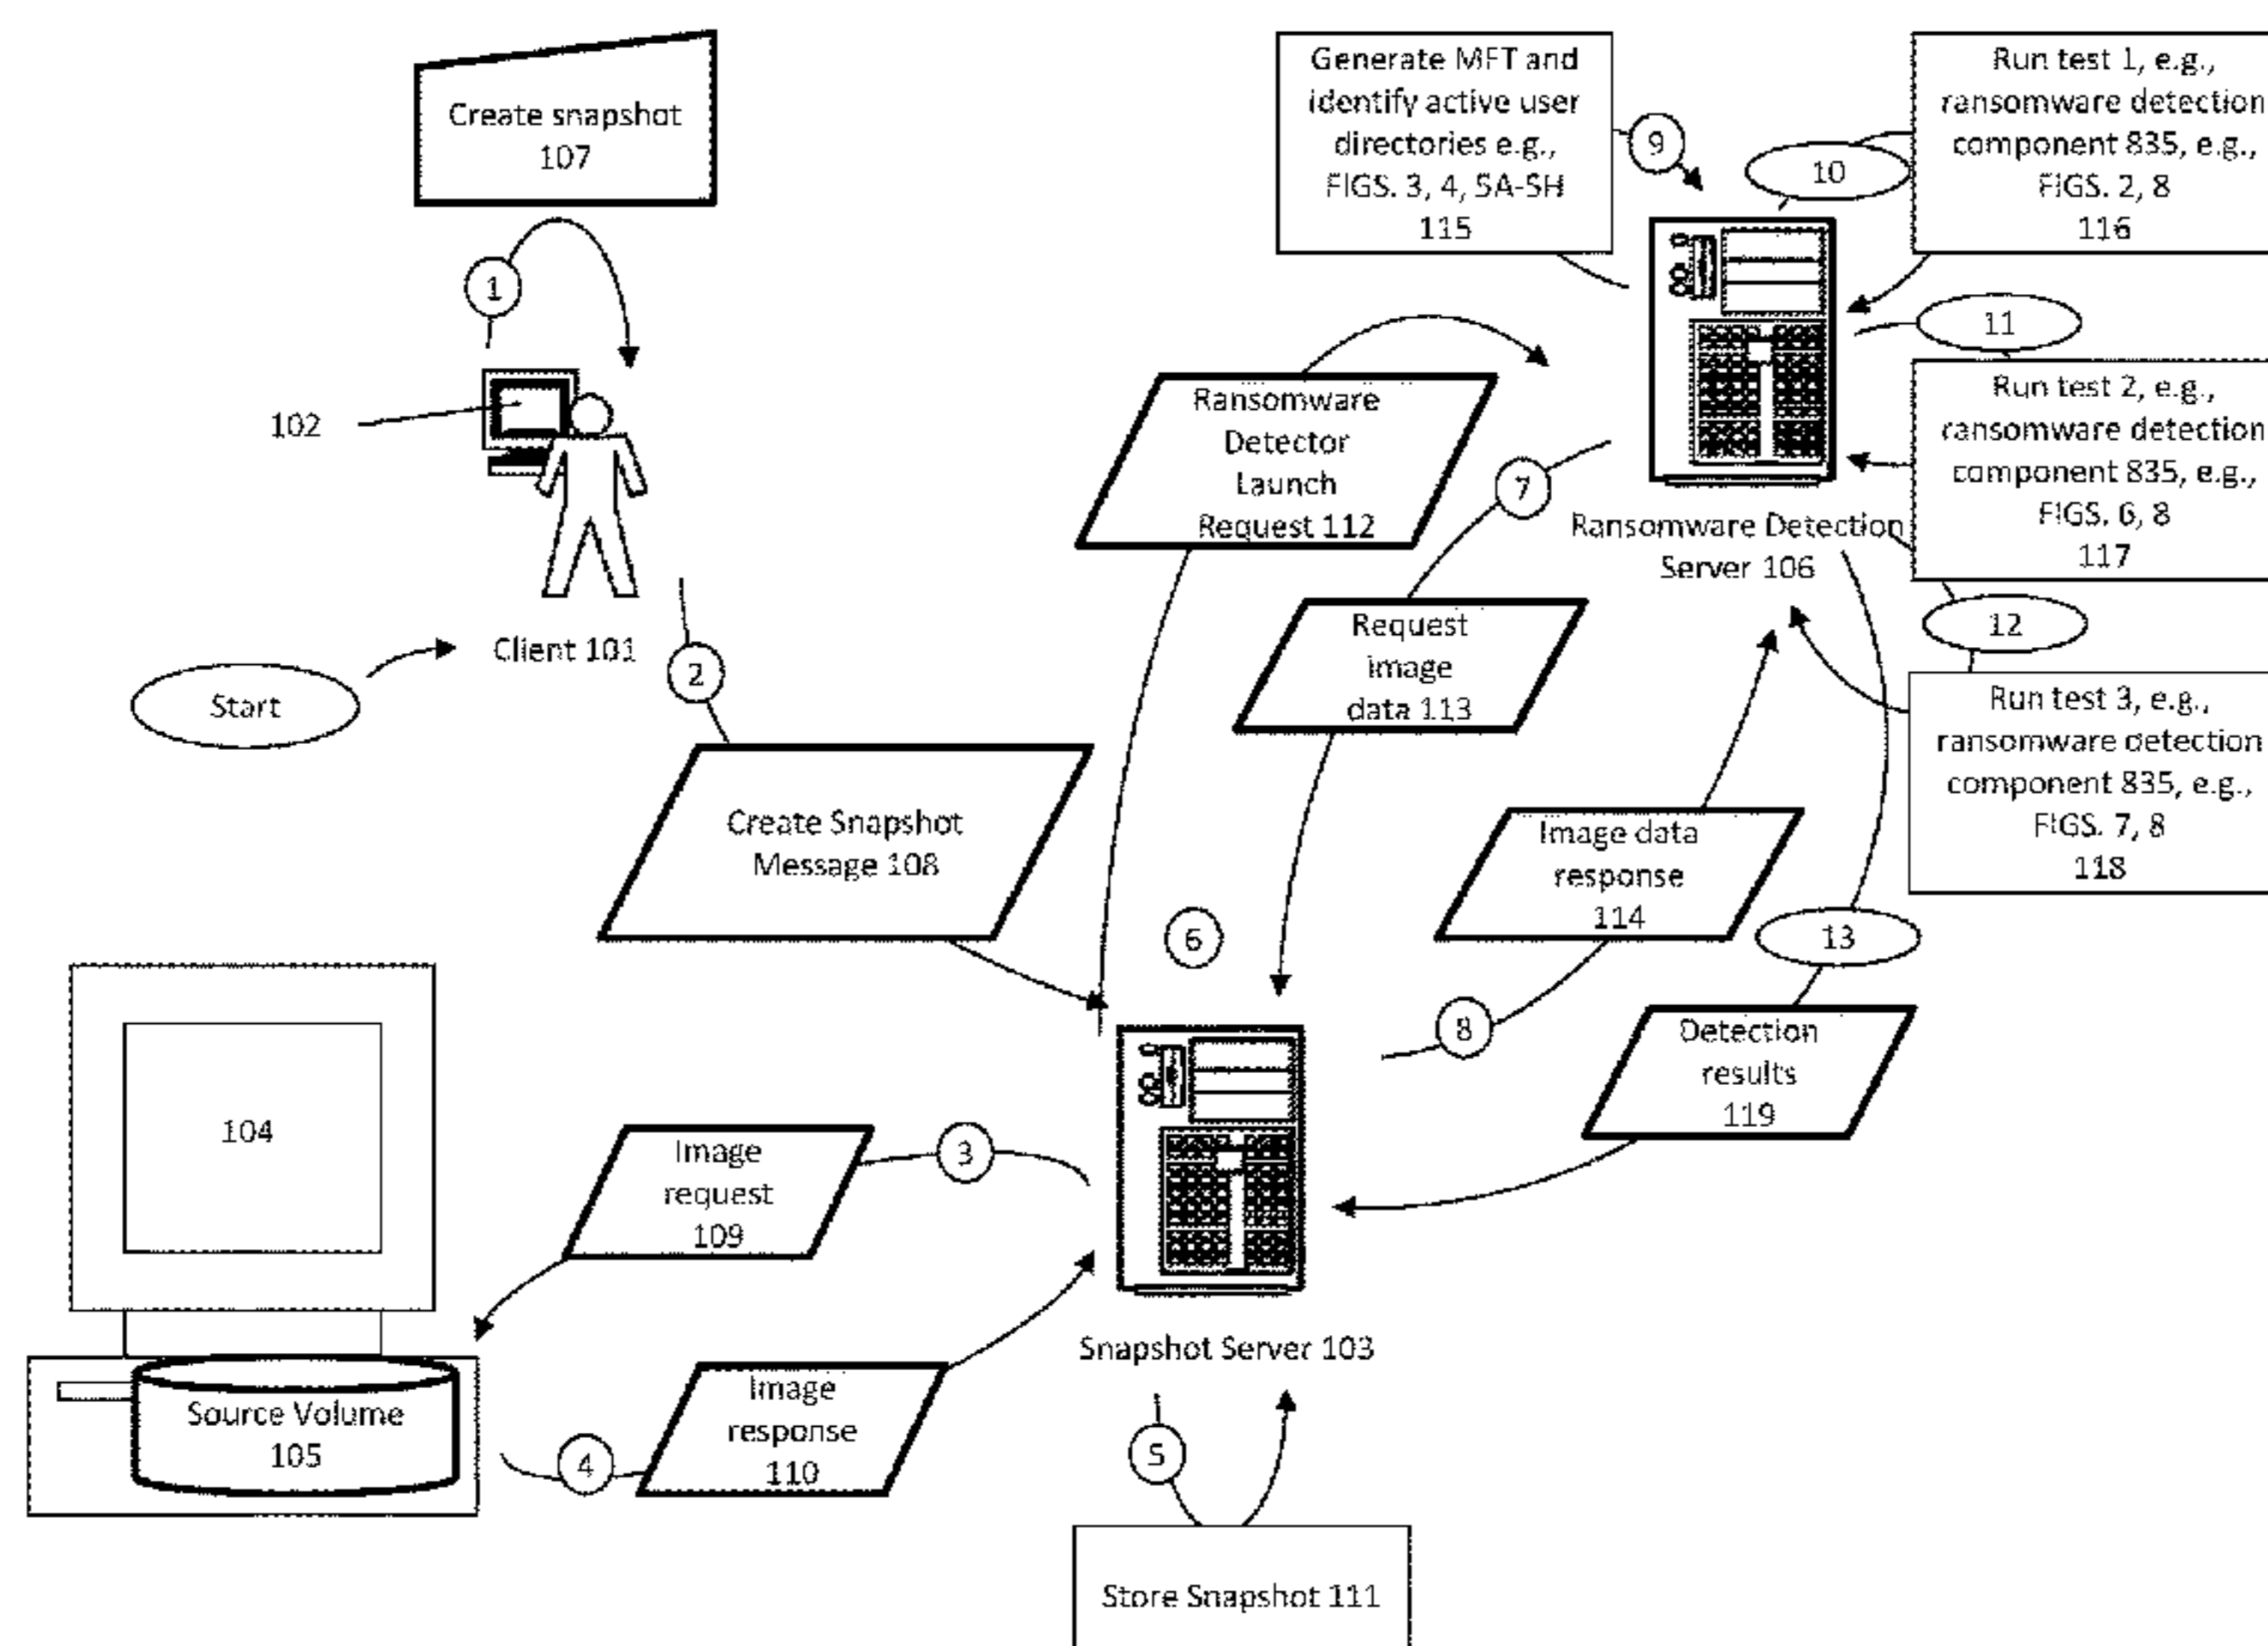 Create snapshot
107
1
102
Client 101
Start
2
Create Snapshot
Message 108
104
Source Volume
105
Image
request
109
3
Image
response
110
4
Snapshot Server 103
5
Store Snapshot 111
6
Ransomware
Detector
Launch
Request 112
7
Request
image
data 113
8
Image data
response
114
Generate MFT and
identify active user
directories e.g.,
FIGS. 3, 4, 5A-5H
115
9
Ransomware Detection
Server 106
10
Run test 1, e.g.,
ransomware detection
component 835, e.g.,
FIGS. 2, 8
116
11
Run test 2, e.g.,
ransomware detection
component 835, e.g.,
FIGS. 6, 8
117
12
Run test 3, e.g.,
ransomware detection
component 835, e.g.,
FIGS. 7, 8
118
13
Detection
results
119